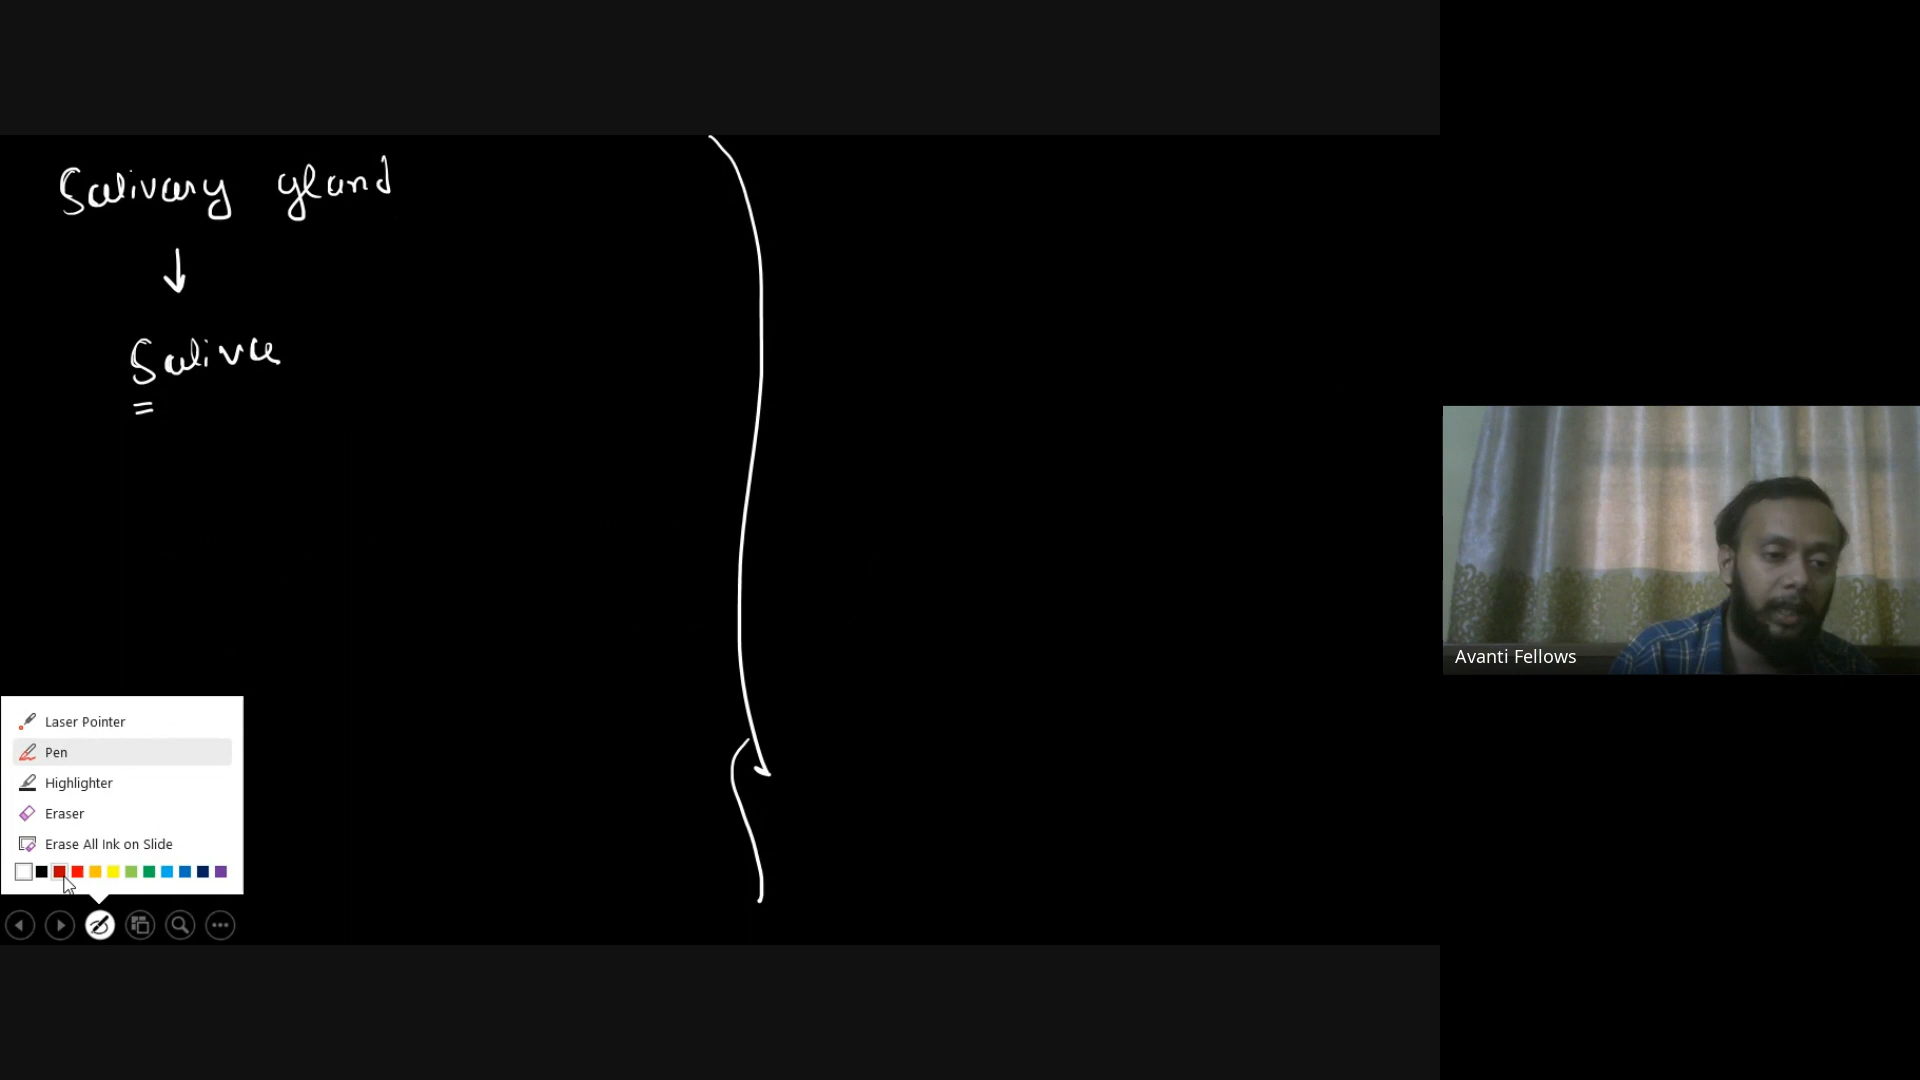 Salivary gland
↓
Saliva
=
Laser Pointer
Pen
Highlighter
Eraser
Erase All Ink on Slide
Avanti Fellows